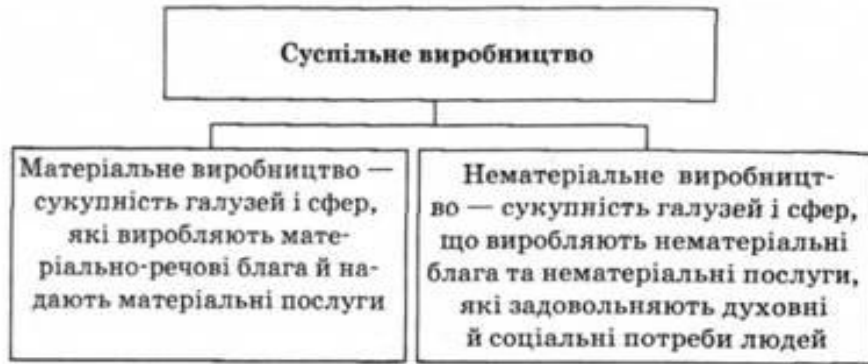 Суспільне виробництво
Матеріальне виробництво —
сукупність галузей і сфер,
які виробляють мате-
ріально-речові блага й на-
дають матеріальні послуги
Нематеріальне виробницт-
во — сукупність галузей і сфер,
що виробляють нематеріальні
блага та нематеріальні послуги,
які задовольняють духовні
й соціальні потреби людей